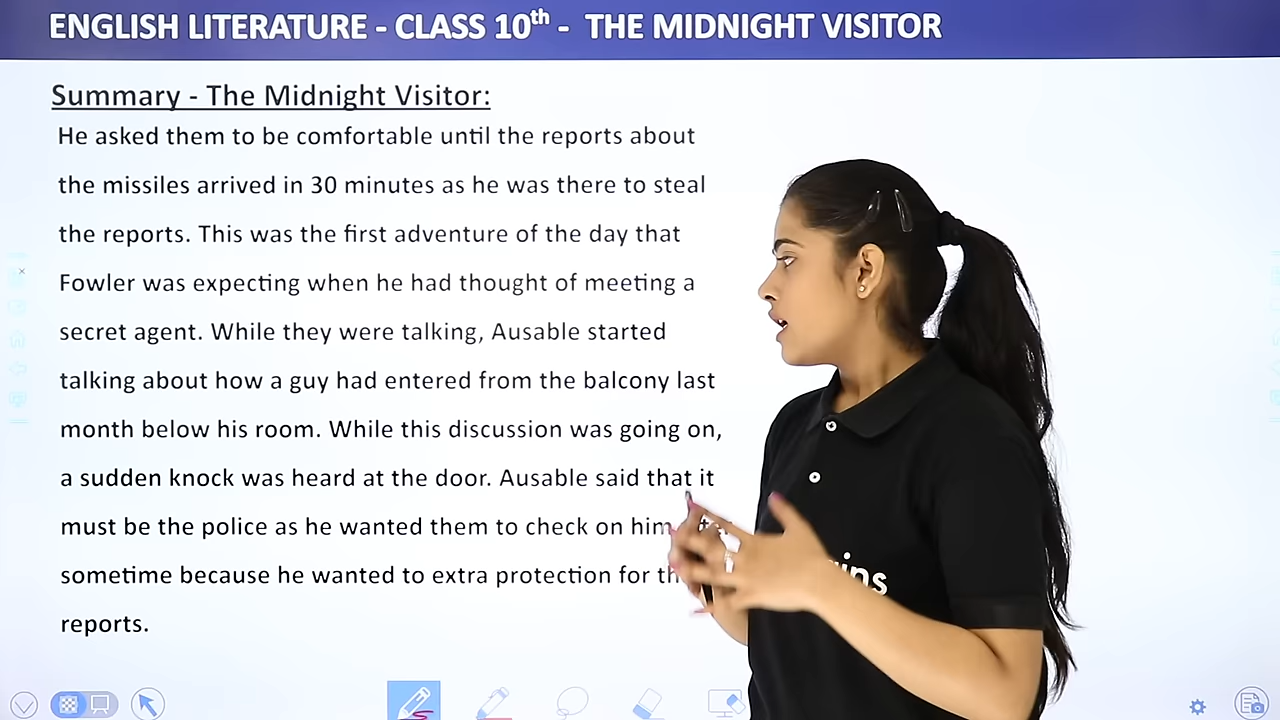 ENGLISH LITERATURE - CLASS 10th - THE MIDNIGHT VISITOR
Summary - The Midnight Visitor:
He asked them to be comfortable until the reports about
the missiles arrived in 30 minutes as he was there to steal
the reports. This was the first adventure of the day that
Fowler was expecting when he had thought of meeting a
secret agent. While they were talking, Ausable started
talking about how a guy had entered from the balcony last
month below his room. While this discussion was going on,
a sudden knock was heard at the door. Ausable said that it
must be the police as he wanted them to check on him
sometime because he wanted to extra protection for
reports.